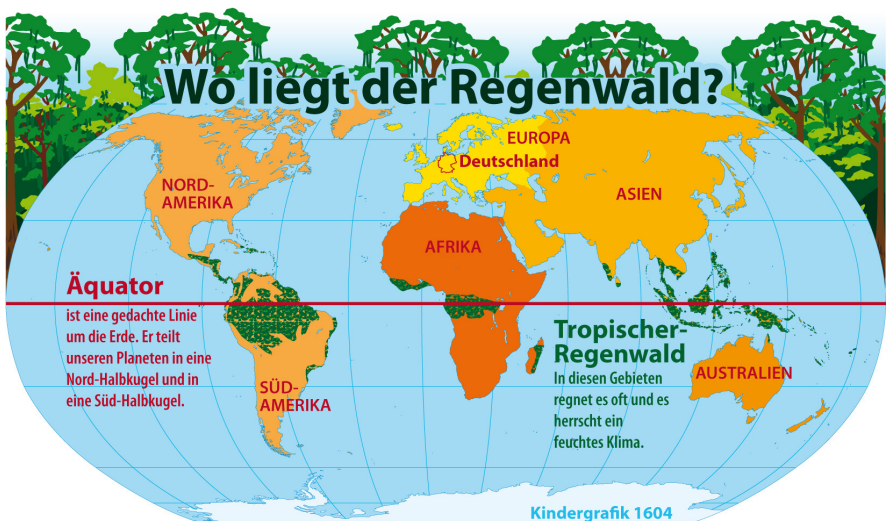 Wo liegt der Regenwald?
EUROPA
Deutschland
NORD-
AMERIKA
ASIEN
AFRIKA
Äquator
ist eine gedachte Linie
um die Erde. Er teilt
unseren Planeten in eine
Nord-Halbkugel und in
eine Süd-Halbkugel.
SÜD-
AMERIKA
Tropischer-
Regenwald
In diesen Gebieten
regnet es oft und es
herrscht ein
feuchtes Klima.
AUSTRALIEN
Kindergrafik 1604